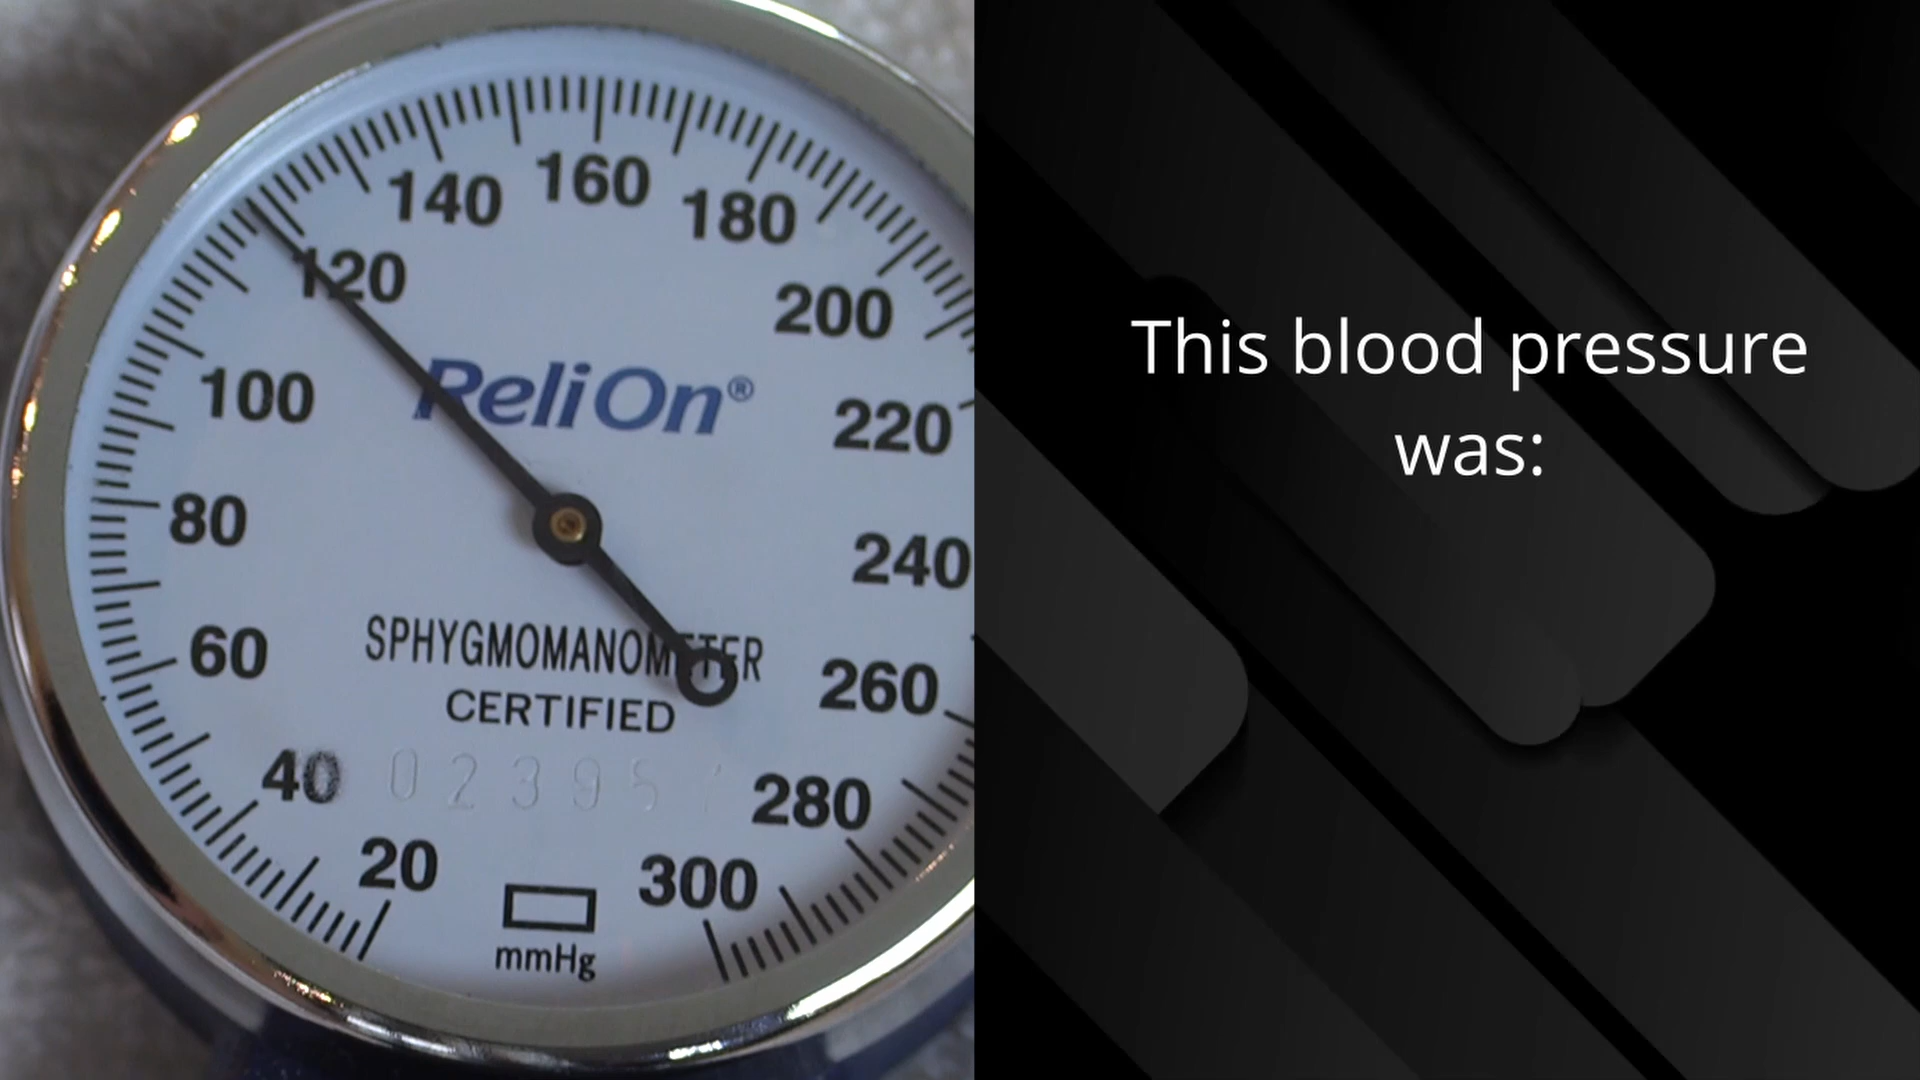 140 160 180
120 200
ReliOn®
100 220
80 240
60 260
SPHYGMOMANOMETER
CERTIFIED
40 280
20 300
mmHg
This blood pressure
was: